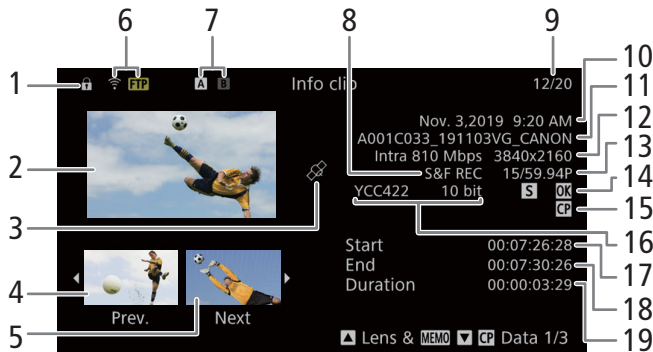 6 7 8 9
1 FTP A B Info clip 12/20 10
Nov. 3,2019 9:20 AM 11
A001C033_191103VG_CANON 12
2 Intra 810 Mbps 3840x2160 13
S&F REC 15/59.94P
YCC422 10 bit S OK 14
3 CP 15
Start 00:07:26:28 16
End 00:07:30:26 17
4 Duration 00:00:03:29 18
5 Prev. Next
Lens & MEMO CP Data 1/3 19